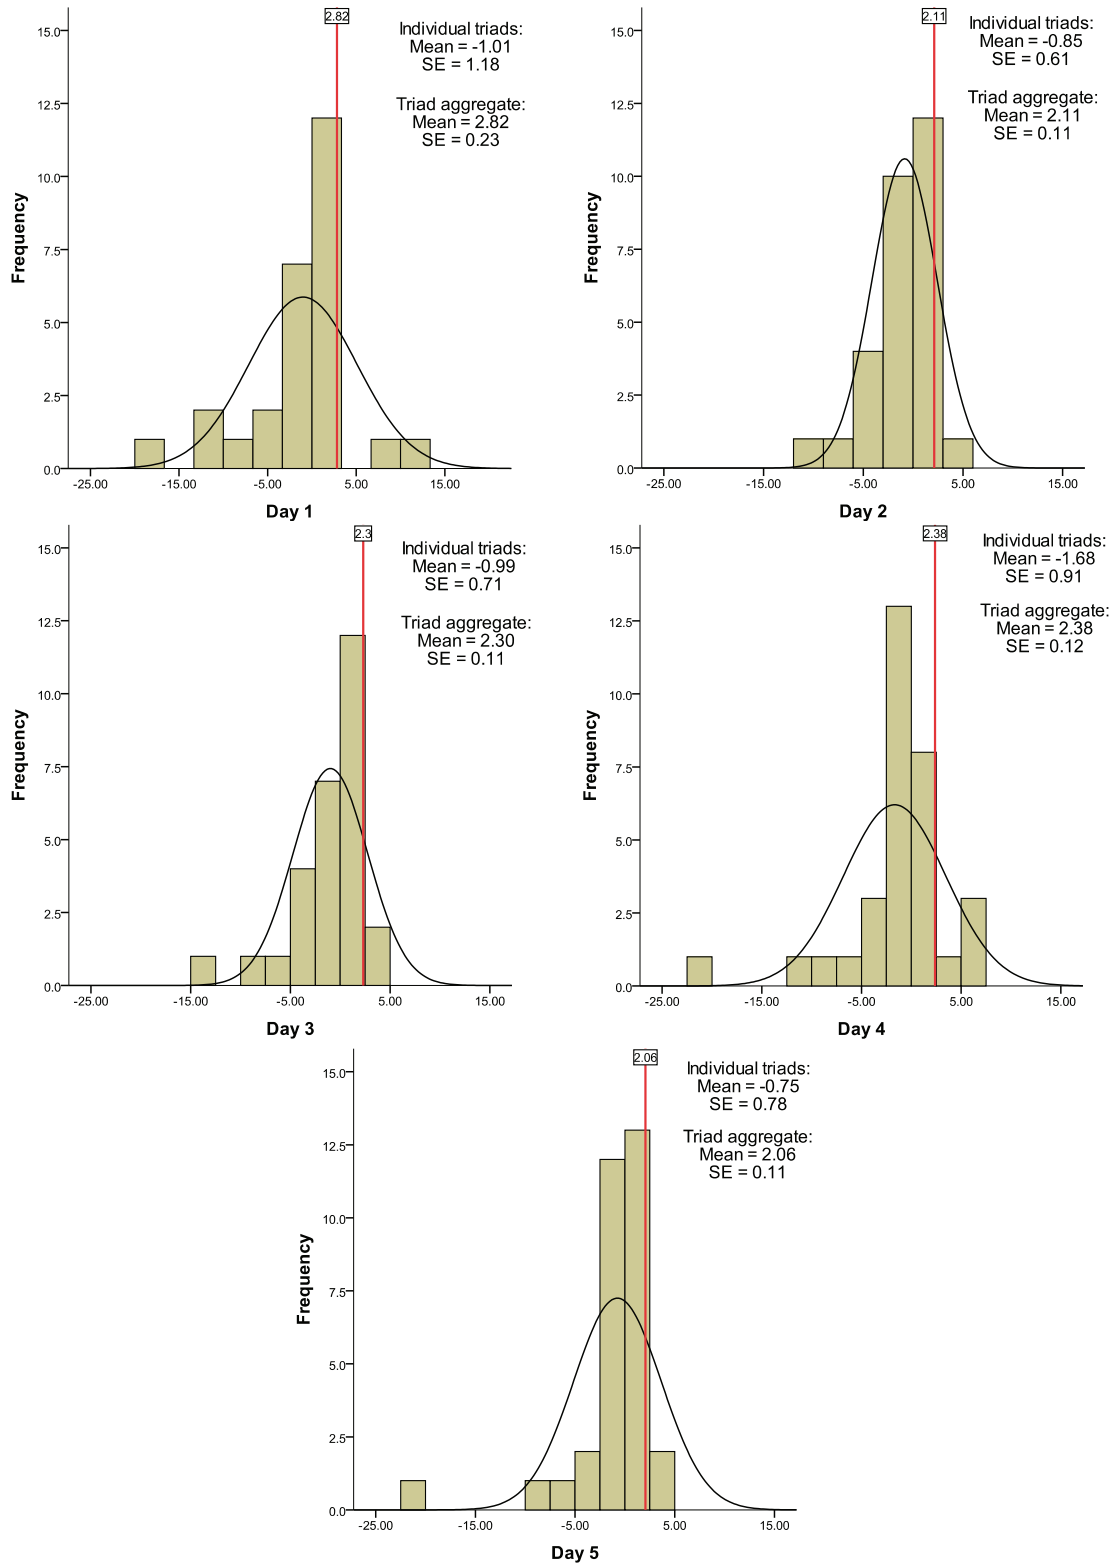 2.82
Individual triads:
Mean = -1.01
SE = 1.18
Triad aggregate:
Mean = 2.82
SE = 0.23
15.0
12.5
10.0
7.5
5.0
2.5
0.0
Frequency
-25.00 -15.00 -5.00 5.00 15.00
Day 1
2.11
Individual triads:
Mean = -0.85
SE = 0.61
Triad aggregate:
Mean = 2.11
SE = 0.11
15.0
12.5
10.0
7.5
5.0
2.5
0.0
Frequency
-25.00 -15.00 -5.00 5.00 15.00
Day 2
2.3
Individual triads:
Mean = -0.99
SE = 0.71
Triad aggregate:
Mean = 2.30
SE = 0.11
15.0
12.5
10.0
7.5
5.0
2.5
0.0
Frequency
-25.00 -15.00 -5.00 5.00 15.00
Day 3
2.38
Individual triads:
Mean = -1.68
SE = 0.91
Triad aggregate:
Mean = 2.38
SE = 0.12
15.0
12.5
10.0
7.5
5.0
2.5
0.0
Frequency
-25.00 -15.00 -5.00 5.00 15.00
Day 4
2.06
Individual triads:
Mean = -0.75
SE = 0.78
Triad aggregate:
Mean = 2.06
SE = 0.11
15.0
12.5
10.0
7.5
5.0
2.5
0.0
Frequency
-25.00 -15.00 -5.00 5.00 15.00
Day 5